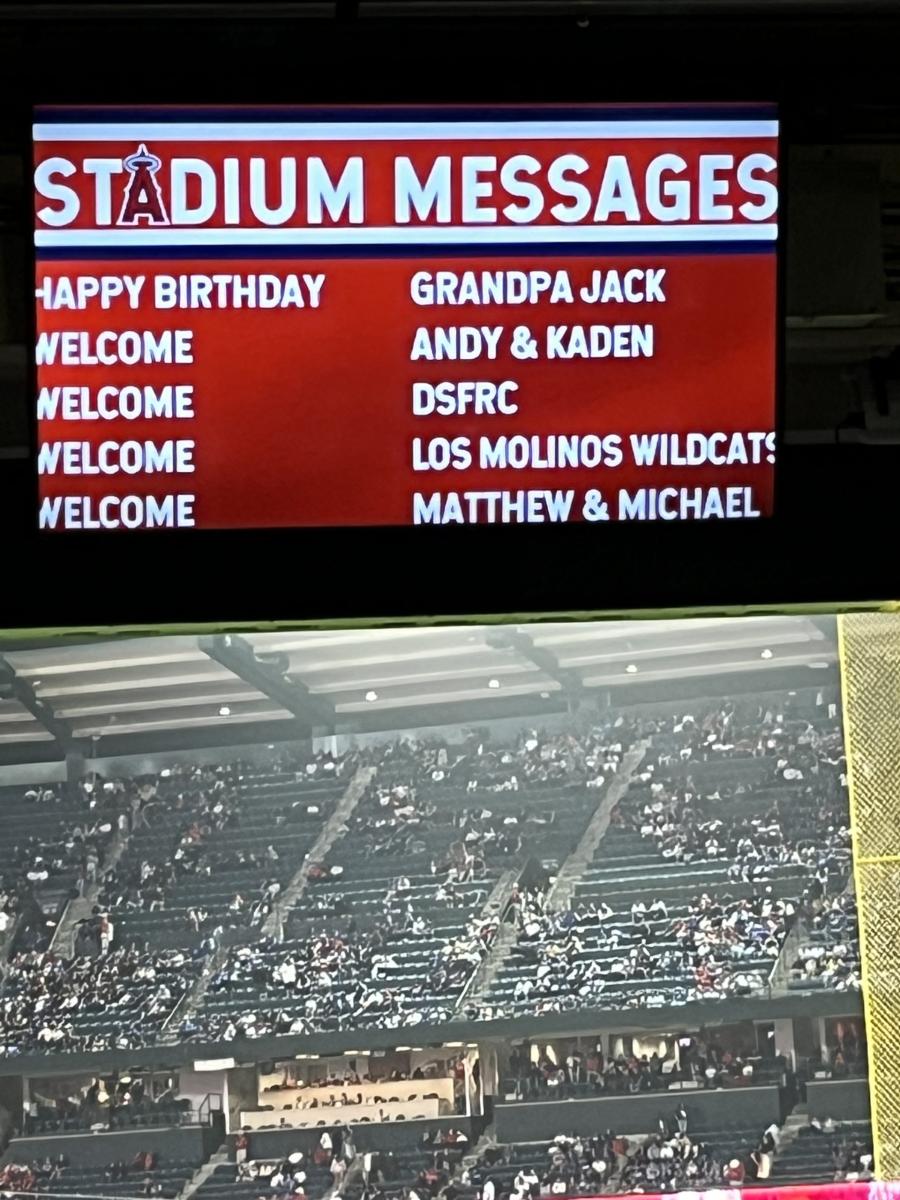 STADIUM MESSAGES
HAPPY BIRTHDAY GRANDPA JACK
WELCOME ANDY & KADEN
WELCOME DSFRC
WELCOME LOS MOLINOS WILDCATS
WELCOME MATTHEW & MICHAEL